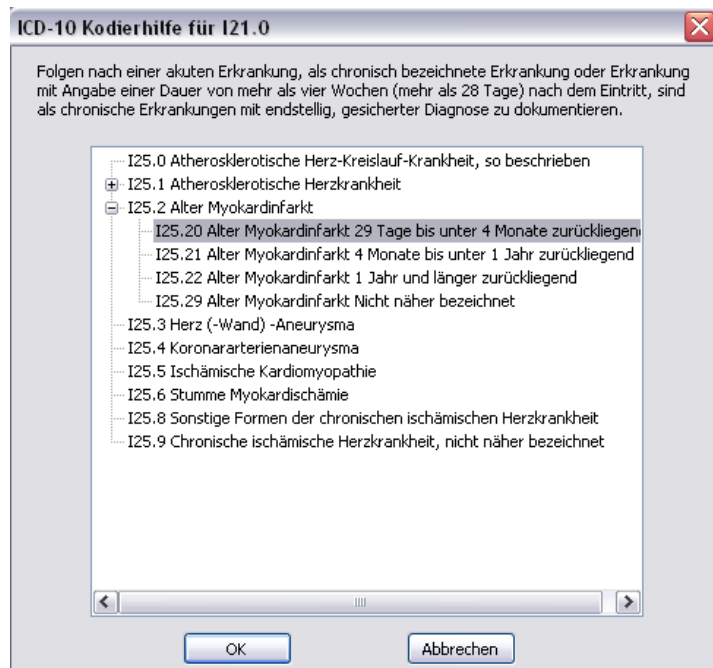 ICD-10 Kodierhilfe für I21.0
Folgen nach einer akuten Erkrankung, als chronisch bezeichnete Erkrankung oder Erkrankung
mit Angabe einer Dauer von mehr als vier Wochen (mehr als 28 Tage) nach dem Eintritt, sind
als chronische Erkrankungen mit endstellig, gesicherter Diagnose zu dokumentieren.
I25.0 Atherosklerotische Herz-Kreislauf-Krankheit, so beschrieben
I25.1 Atherosklerotische Herzkrankheit
I25.2 Alter Myokardinfarkt
I25.20 Alter Myokardinfarkt 29 Tage bis unter 4 Monate zurückliegen
I25.21 Alter Myokardinfarkt 4 Monate bis unter 1 Jahr zurückliegend
I25.22 Alter Myokardinfarkt 1 Jahr und länger zurückliegend
I25.29 Alter Myokardinfarkt Nicht näher bezeichnet
I25.3 Herz (-Wand) -Aneurysma
I25.4 Koronararterienaneurysma
I25.5 Ischämische Kardiomyopathie
I25.6 Stumme Myokardischämie
I25.8 Sonstige Formen der chronischen ischämischen Herzkrankheit
I25.9 Chronische ischämische Herzkrankheit, nicht näher bezeichnet
OK
Abbrechen